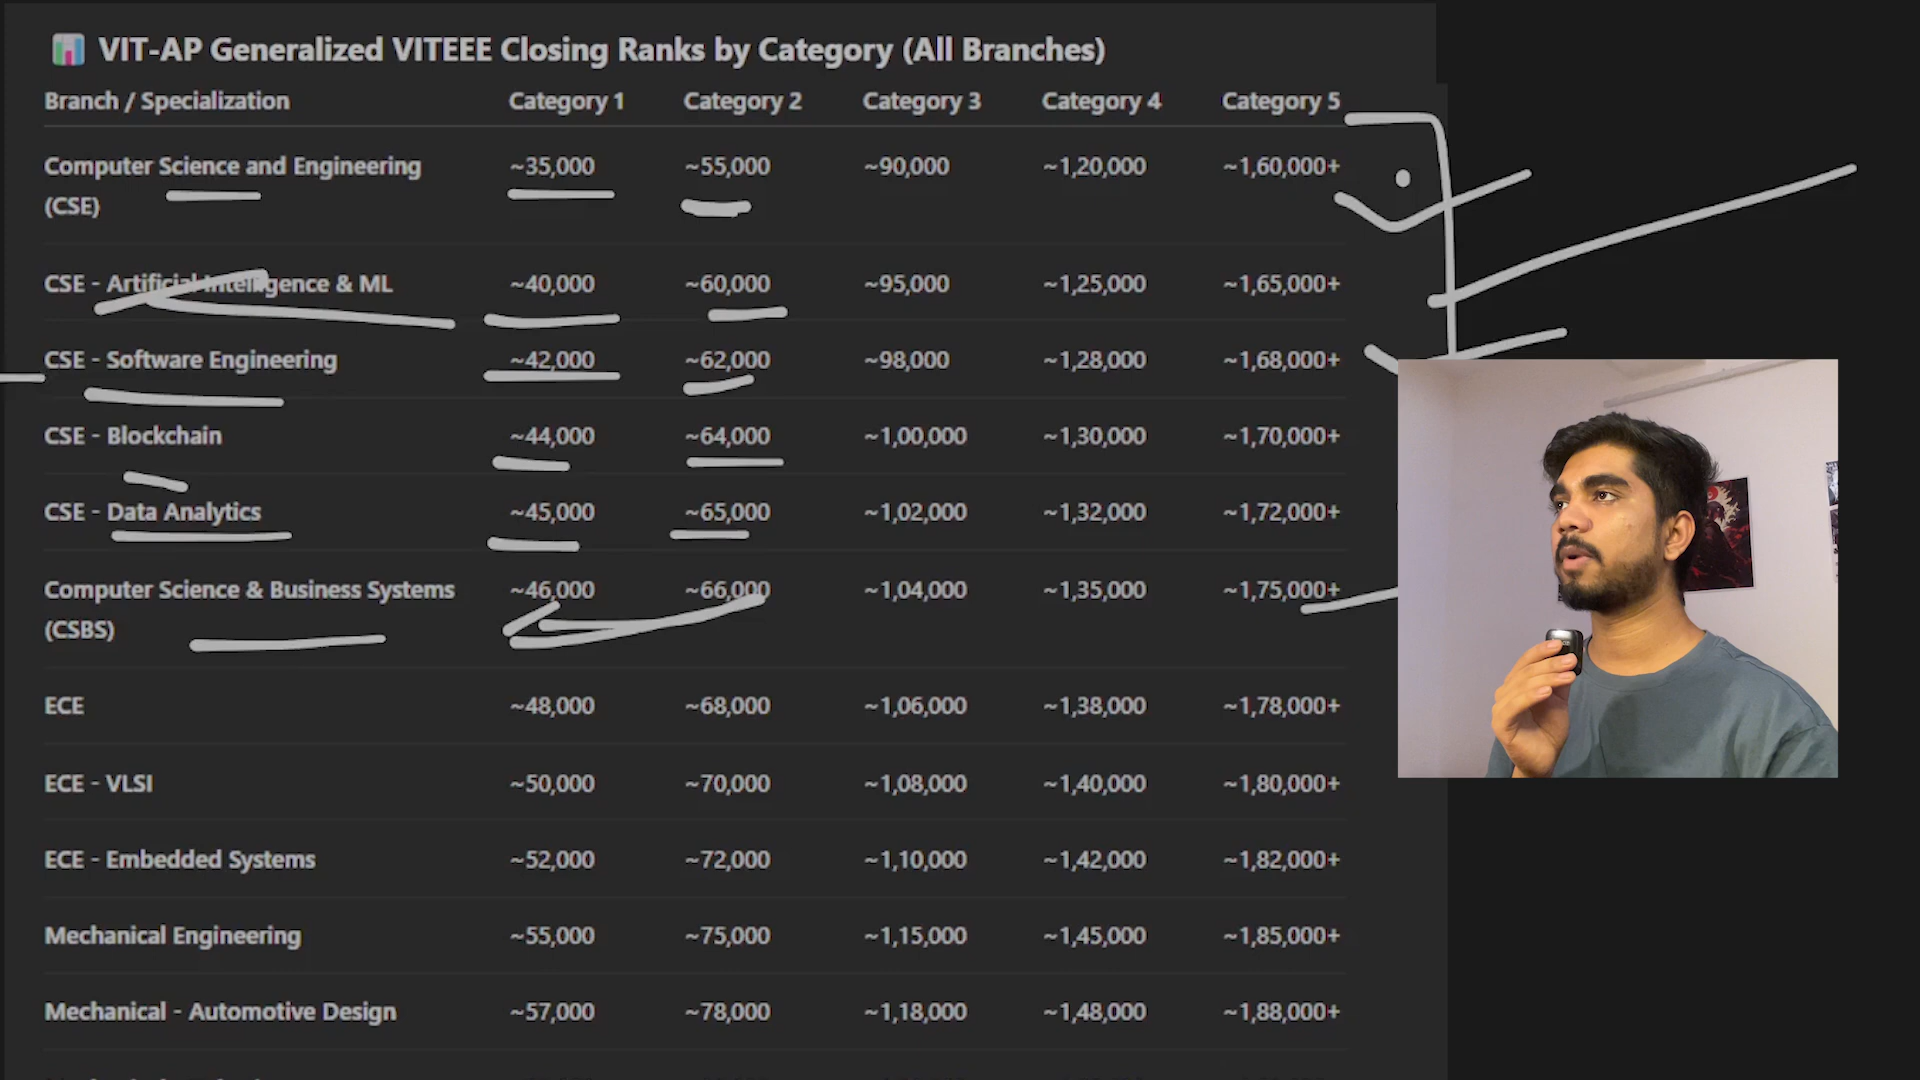 VIT-AP Generalized VITEEE Closing Ranks by Category (All Branches)
Branch / Specialization Category 1 Category 2 Category 3 Category 4 Category 5
Computer Science and Engineering ~35,000 ~55,000 ~90,000 ~1,20,000 ~1,60,000+
(CSE)
CSE - Artificial Intelligence & ML ~40,000 ~60,000 ~95,000 ~1,25,000 ~1,65,000+
CSE - Software Engineering ~42,000 ~62,000 ~98,000 ~1,28,000 ~1,68,000+
CSE - Blockchain ~44,000 ~64,000 ~1,00,000 ~1,30,000 ~1,70,000+
CSE - Data Analytics ~45,000 ~65,000 ~1,02,000 ~1,32,000 ~1,72,000+
Computer Science & Business Systems ~46,000 ~66,000 ~1,04,000 ~1,35,000 ~1,75,000+
(CSBS)
ECE ~48,000 ~68,000 ~1,06,000 ~1,38,000 ~1,78,000+
ECE - VLSI ~50,000 ~70,000 ~1,08,000 ~1,40,000 ~1,80,000+
ECE - Embedded Systems ~52,000 ~72,000 ~1,10,000 ~1,42,000 ~1,82,000+
Mechanical Engineering ~55,000 ~75,000 ~1,15,000 ~1,45,000 ~1,85,000+
Mechanical - Automotive Design ~57,000 ~78,000 ~1,18,000 ~1,48,000 ~1,88,000+